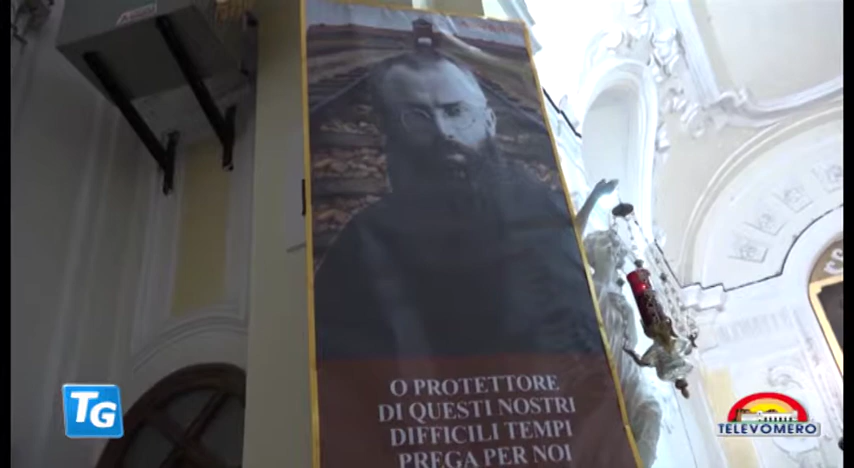 O PROTETTORE
DI QUESTI NOSTRI
DIFFICILI TEMPI
PREGA PER NOI
TG
TELEVOMERO